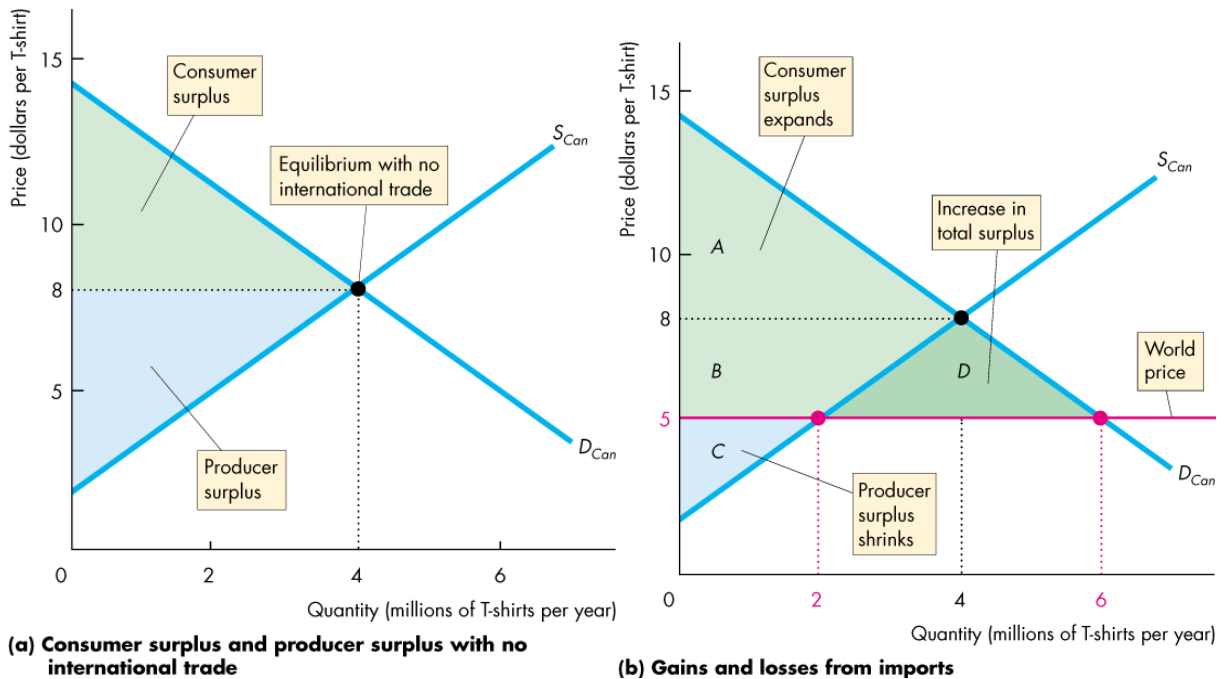 Price (dollars per T-shirt)
15
10
8
5
0
2
4
6
Consumer
surplus
Equilibrium with no
international trade
S Can
D Can
Producer
surplus
Quantity (millions of T-shirts per year)
(a) Consumer surplus and producer surplus with no
international trade
Price (dollars per T-shirt)
15
10
8
5
0
2
4
6
Consumer
surplus
expands
S Can
Increase in
total surplus
A
B
C
D
World
price
D Can
Producer
surplus
shrinks
Quantity (millions of T-shirts per year)
(b) Gains and losses from imports